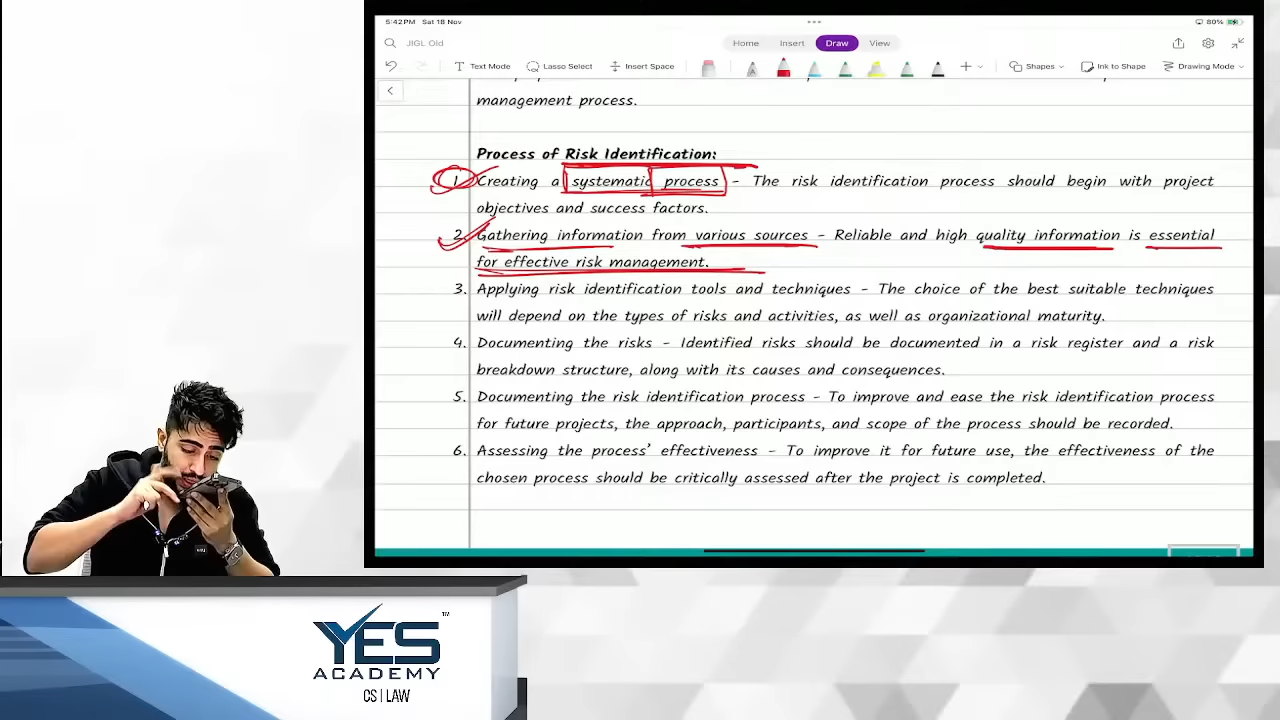 5:42 PM Sat 18 Nov
80%
JIGL Old
Home Insert Draw View
Text Mode Lasso Select Insert Space Shapes Ink to Shape Drawing Mode
management process.
Process of Risk Identification:
1. Creating a systematic process - The risk identification process should begin with project
objectives and success factors.
2. Gathering information from various sources - Reliable and high quality information is essential
for effective risk management.
3. Applying risk identification tools and techniques - The choice of the best suitable techniques
will depend on the types of risks and activities, as well as organizational maturity.
4. Documenting the risks - Identified risks should be documented in a risk register and a risk
breakdown structure, along with its causes and consequences.
5. Documenting the risk identification process - To improve and ease the risk identification process
for future projects, the approach, participants, and scope of the process should be recorded.
6. Assessing the process' effectiveness - To improve it for future use, the effectiveness of the
chosen process should be critically assessed after the project is completed.
YES
TM
ACADEMY
CS | LAW